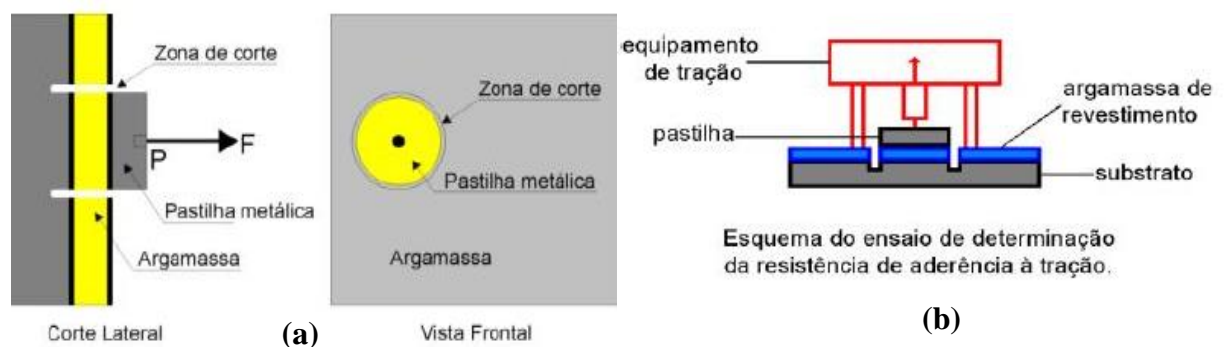 Zona de corte
P
F
Pastilha metálica
Argamassa
Corte Lateral
(a)
Zona de corte
Pastilha metálica
Argamassa
Vista Frontal
equipamento
de tração
pastilha
argamassa de
revestimento
substrato
Esquema do ensaio de determinação
da resistência de aderência à tração.
(b)